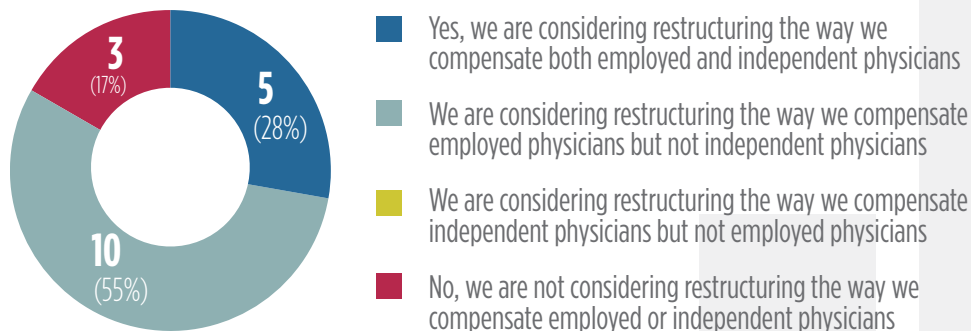 3
(17%)
5
(28%)
10
(55%)
Yes, we are considering restructuring the way we
compensate both employed and independent physicians
We are considering restructuring the way we compensate
employed physicians but not independent physicians
We are considering restructuring the way we compensate
independent physicians but not employed physicians
No, we are not considering restructuring the way we
compensate employed or independent physicians